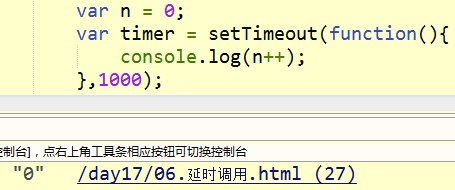 var n = 0;
var timer = setTimeout(function(){
console.log(n++);
},1000);
控制台]，点右上角工具条相应按钮可切换控制台
"0" /day17/06.延时调用.html (27)